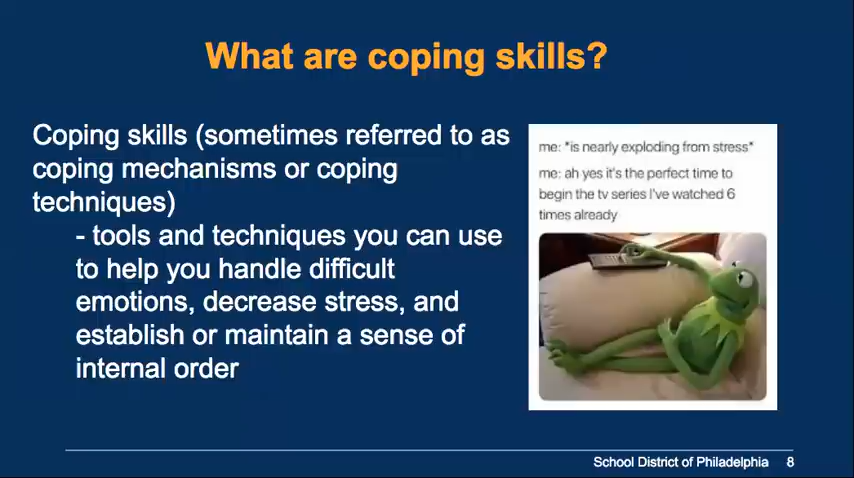 What are coping skills?
Coping skills (sometimes referred to as
coping mechanisms or coping
techniques)
- tools and techniques you can use
to help you handle difficult
emotions, decrease stress, and
establish or maintain a sense of
internal order
me: *is nearly exploding from stress*
me: ah yes it's the perfect time to
begin the tv series I've watched 6
times already
School District of Philadelphia 8